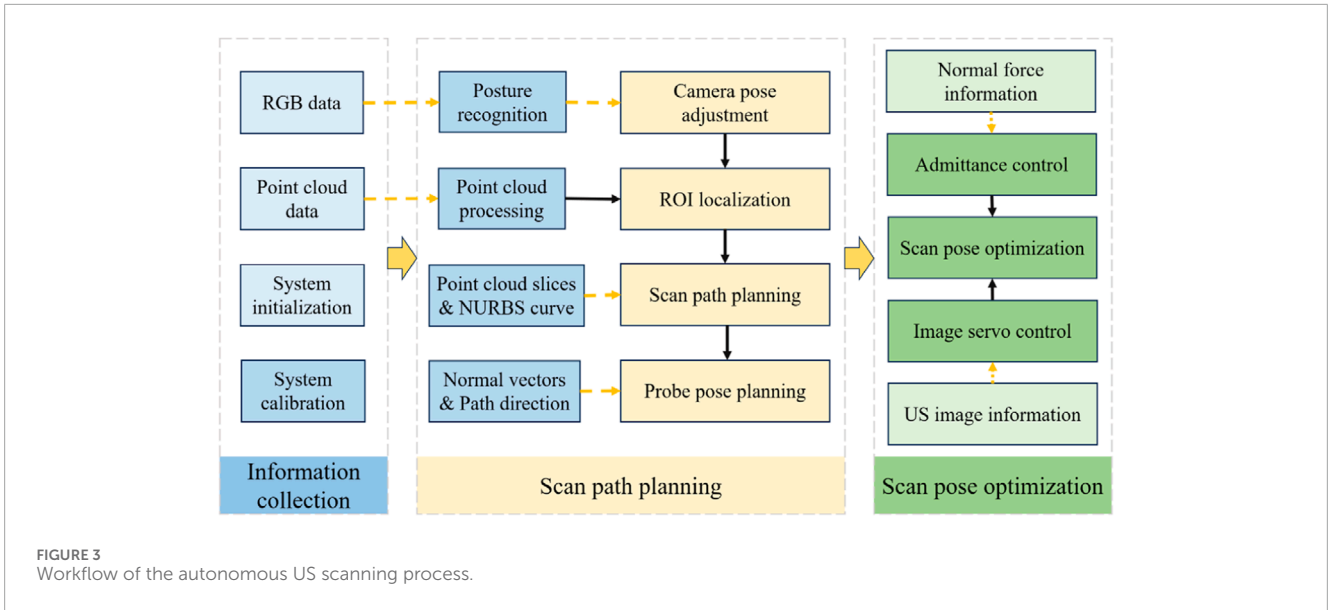 RGB data
Point cloud
data
System
initialization
System
calibration
Information
collection
Posture
recognition
Camera pose
adjustment
Point cloud
processing
ROI localization
Point cloud slices
& NURBS curve
Scan path planning
Normal vectors
& Path direction
Probe pose planning
Scan path planning
Normal force
information
Admittance control
Scan pose optimization
Image servo control
US image information
Scan pose optimization
FIGURE 3
Workflow of the autonomous US scanning process.